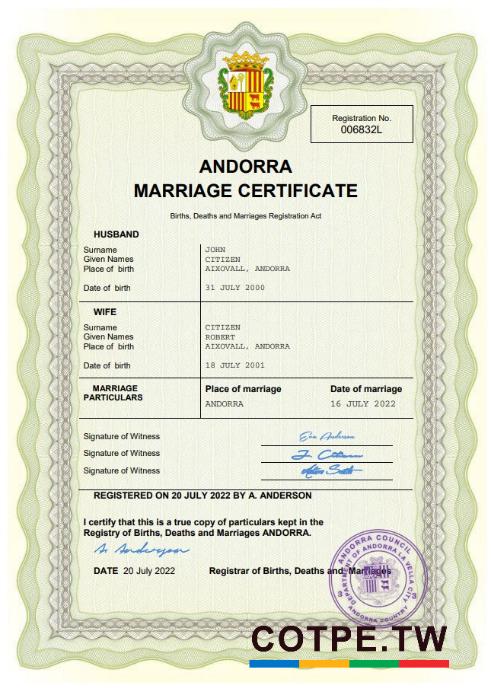 Registration No.
006832L
ANDORRA
MARRIAGE CERTIFICATE
Births, Deaths and Marriages Registration Act
HUSBAND
Surname JOHN
Given Names CITIZEN
Place of birth AIXOVALL, ANDORRA
Date of birth 31 JULY 2000
WIFE
Surname CITIZEN
Given Names ROBERT
Place of birth AIXOVALL, ANDORRA
Date of birth 18 JULY 2001
MARRIAGE PARTICULARS
Place of marriage Date of marriage
ANDORRA 16 JULY 2022
Signature of Witness
Signature of Witness
Signature of Witness
REGISTERED ON 20 JULY 2022 BY A. ANDERSON
I certify that this is a true copy of particulars kept in the
Registry of Births, Deaths and Marriages ANDORRA.
A. Anderson
DATE 20 July 2022 Registrar of Births, Deaths and Marriages
ANDORRA COUNCIL
DEPARTMENT OF ANDORRA LA VELLA CITY
ANDORRA COUNTRY
COTPE.TW